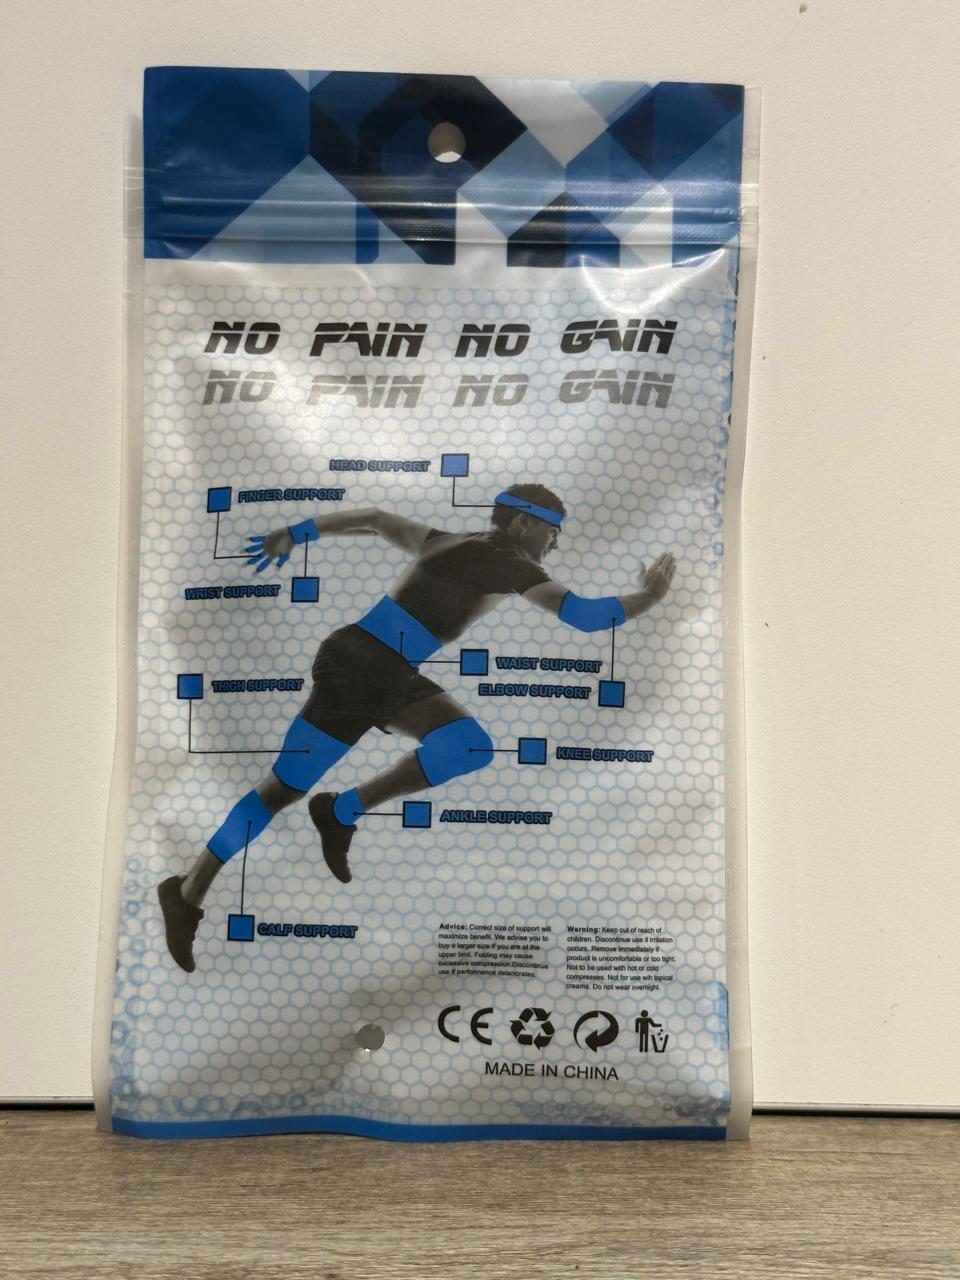 NO PAIN NO GAIN
NO PAIN NO GAIN
HEAD SUPPORT
FINGER SUPPORT
WRIST SUPPORT
WAIST SUPPORT
THIGH SUPPORT
ELBOW SUPPORT
KNEE SUPPORT
ANKLE SUPPORT
CALF SUPPORT
Advice: Correct size of support will
maximize benefit. We advise you to
buy a larger size if you are at the
upper limit. Folding may cause
excessive compression.Discontinue
use if performance deteriorates.
Warning: Keep out of reach of
children. Discontinue use if irritation
occurs. Remove immediately if
product is uncomfortable or too tight.
Not to be used with hot or cold
compresses. Not for use wih topical
creams. Do not wear overnight.
CE
MADE IN CHINA